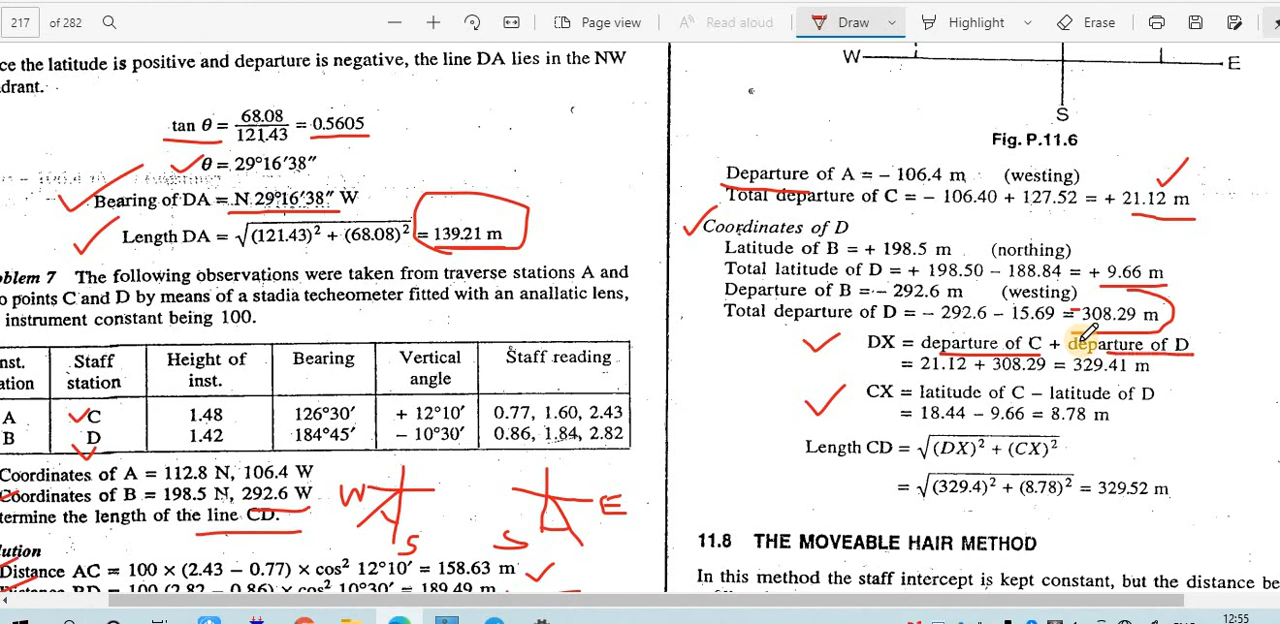 217 of 282
Page view
Read aloud
Draw
Highlight
Erase
ce the latitude is positive and departure is negative, the line DA lies in the NW
drant.
tan θ = 68.08 / 121.43 = 0.5605
θ = 29°16′38″
Bearing of DA = N 29°16′38″ W
Length DA = √(121.43)² + (68.08)² = 139.21 m
oblem 7 The following observations were taken from traverse stations A and
o points C and D by means of a stadia techeometer fitted with an anallatic lens,
instrument constant being 100.
nst. Staff Height of Bearing Vertical Staff reading
ation station inst. angle
A C 1.48 126°30′ + 12°10′ 0.77, 1.60, 2.43
B D 1.42 184°45′ − 10°30′ 0.86, 1.84, 2.82
Coordinates of A = 112.8 N, 106.4 W
Coordinates of B = 198.5 N, 292.6 W
termine the length of the line CD.
W S S E
lution
Distance AC = 100 × (2.43 − 0.77) × cos² 12°10′ = 158.63 m
100 (2.82 − 0.86) × cos² 10°30′ = 189.49 m
W E
S
Fig. P.11.6
Departure of A = − 106.4 m (westing)
Total departure of C = − 106.40 + 127.52 = + 21.12 m
Coordinates of D
Latitude of B = + 198.5 m (northing)
Total latitude of D = + 198.50 − 188.84 = + 9.66 m
Departure of B = − 292.6 m (westing)
Total departure of D = − 292.6 − 15.69 = − 308.29 m
DX = departure of C + departure of D
= 21.12 + 308.29 = 329.41 m
CX = latitude of C − latitude of D
= 18.44 − 9.66 = 8.78 m
Length CD = √(DX)² + (CX)²
= √(329.4)² + (8.78)² = 329.52 m
11.8 THE MOVEABLE HAIR METHOD
In this method the staff intercept is kept constant, but the distance be
12:55